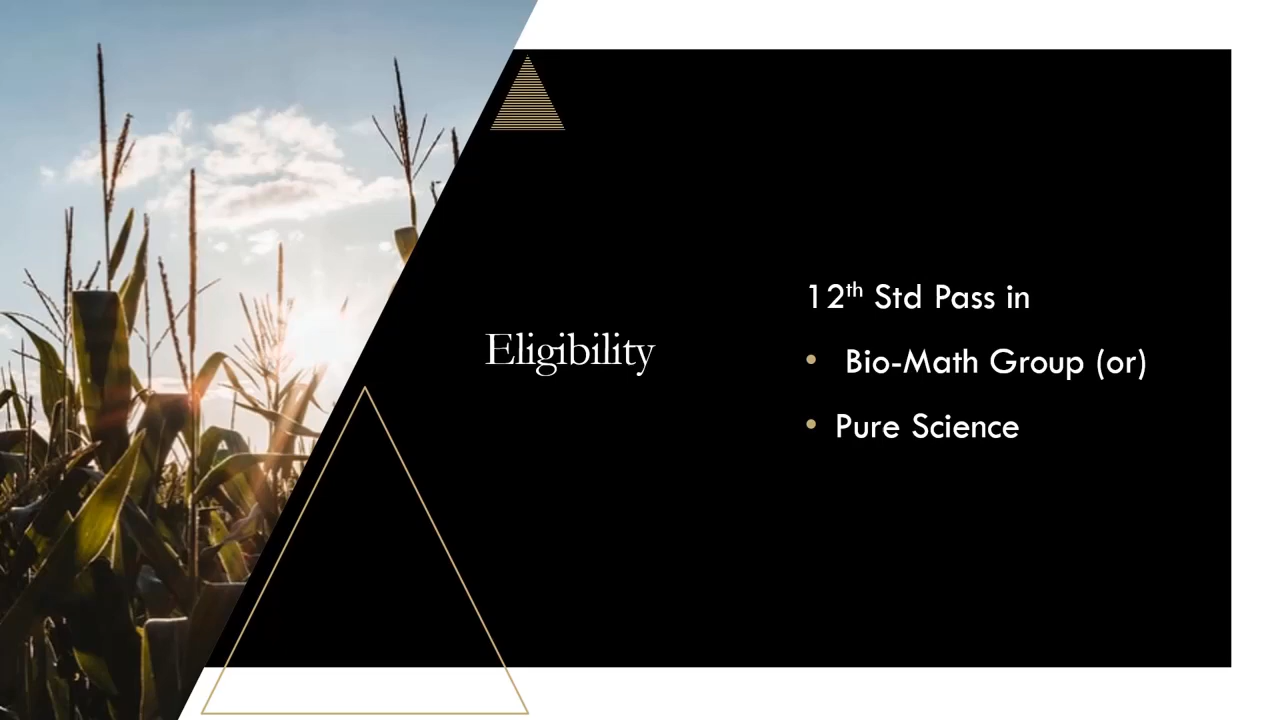 Eligibility
12th Std Pass in
• Bio-Math Group (or)
• Pure Science